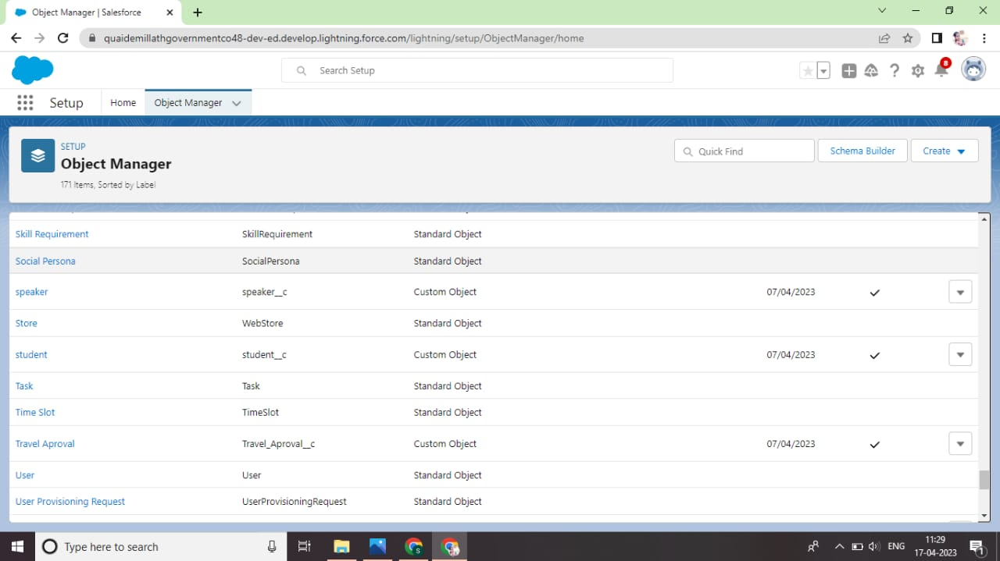 Object Manager | Salesforce
quaidemillathgovernmentco48-dev-ed.develop.lightning.force.com/lightning/setup/ObjectManager/home
Search Setup
8
Setup Home Object Manager
SETUP
Object Manager
171 Items, Sorted by Label
Quick Find Schema Builder Create
Skill Requirement SkillRequirement Standard Object
Social Persona SocialPersona Standard Object
speaker speaker__c Custom Object 07/04/2023
Store WebStore Standard Object
student student__c Custom Object 07/04/2023
Task Task Standard Object
Time Slot TimeSlot Standard Object
Travel Aproval Travel_Aproval__c Custom Object 07/04/2023
User User Standard Object
User Provisioning Request UserProvisioningRequest Standard Object
Type here to search
S
ENG
11:29
17-04-2023
1